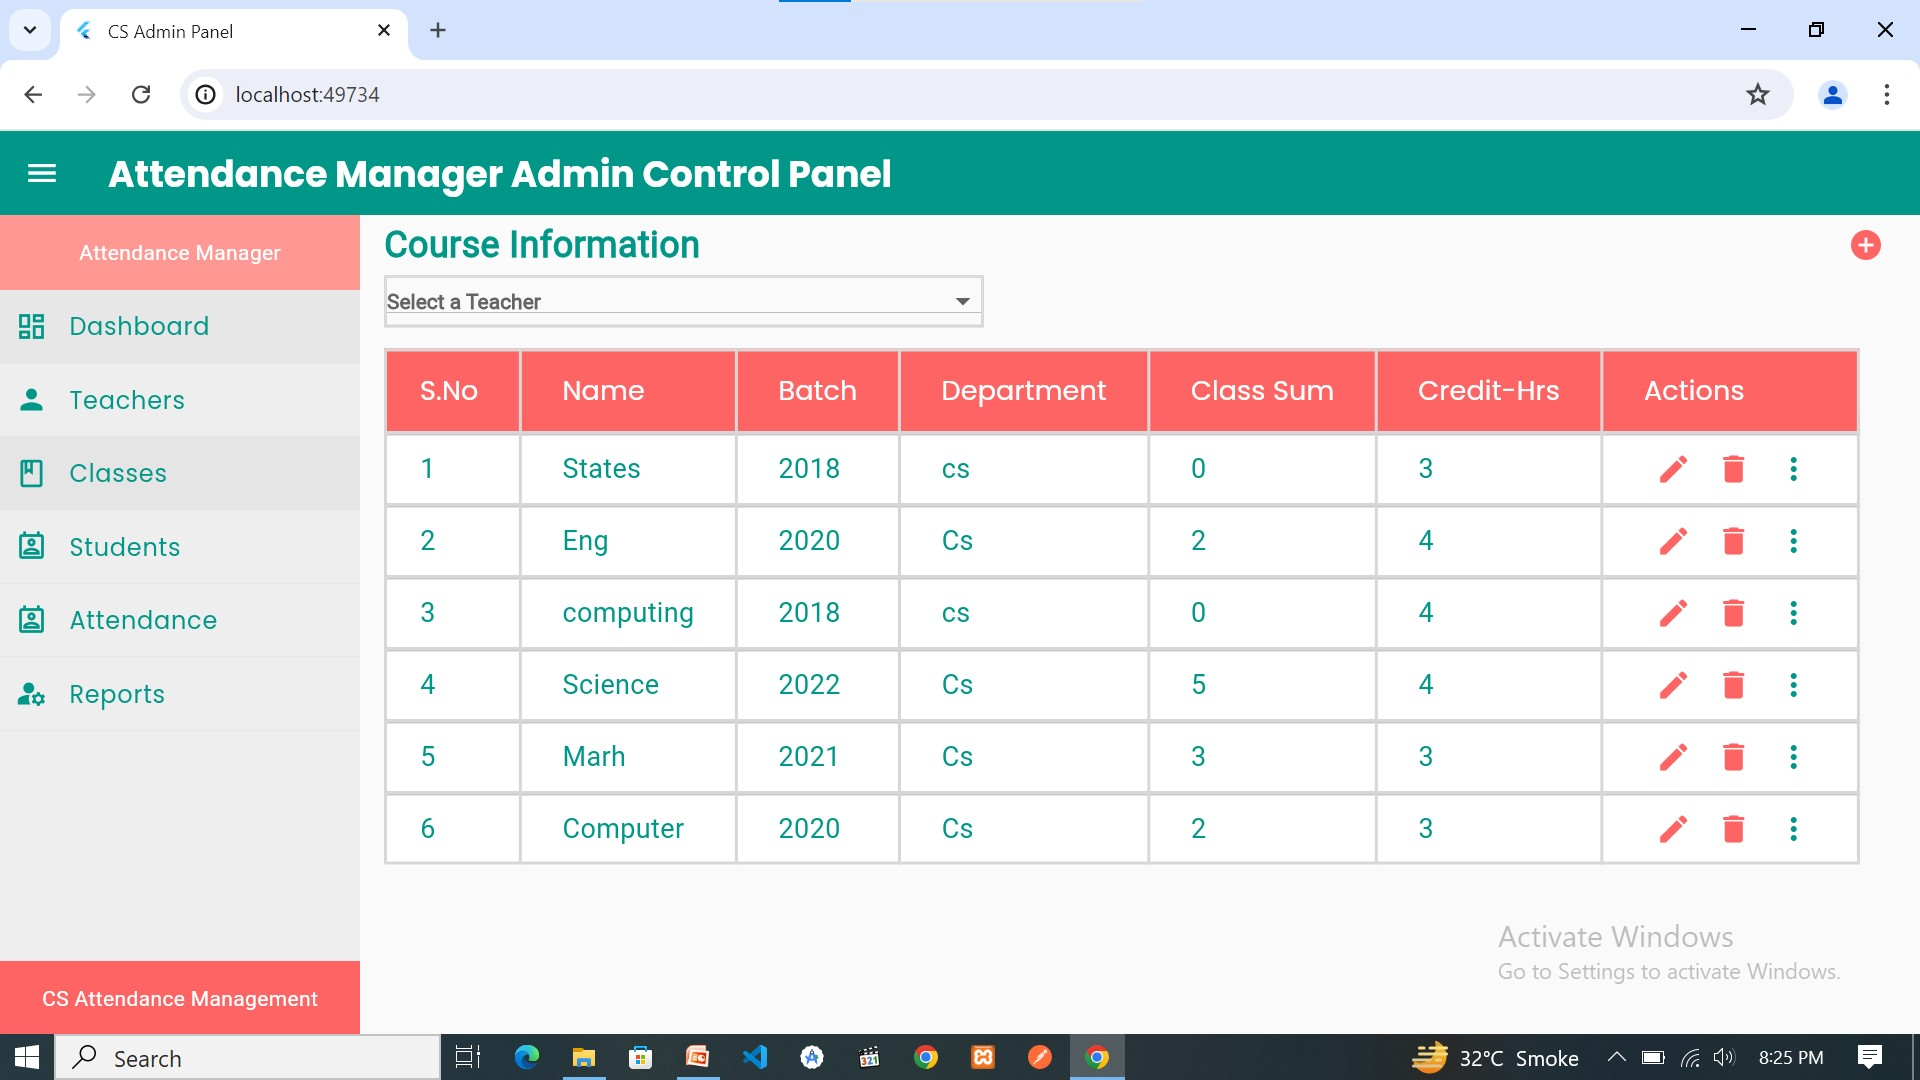 CS Admin Panel
localhost:49734
Attendance Manager Admin Control Panel
Attendance Manager
Dashboard
Teachers
Classes
Students
Attendance
Reports
CS Attendance Management
Course Information
Select a Teacher
S.No Name Batch Department Class Sum Credit-Hrs Actions
1 States 2018 cs 0 3
2 Eng 2020 Cs 2 4
3 computing 2018 cs 0 4
4 Science 2022 Cs 5 4
5 Marh 2021 Cs 3 3
6 Computer 2020 Cs 2 3
Activate Windows
Go to Settings to activate Windows.
Search
321
32°C Smoke
8:25 PM